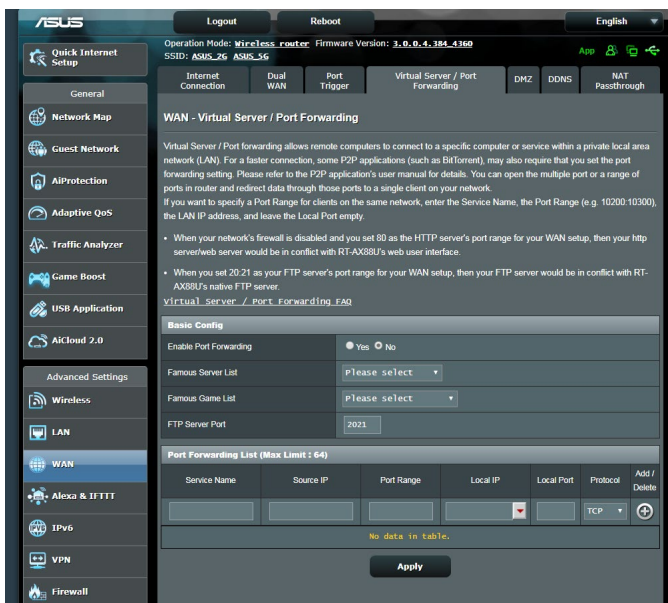 ASUS
Logout
Reboot
English
Operation Mode: Wireless router Firmware Version: 3.0.0.4.384_4360
SSID: ASUS_2G ASUS_5G
App
Quick Internet
Setup
General
Network Map
Guest Network
AiProtection
Adaptive QoS
Traffic Analyzer
Game Boost
USB Application
AiCloud 2.0
Advanced Settings
Wireless
LAN
WAN
Alexa & IFTTT
IPv6
VPN
Firewall
Internet
Connection
Dual
WAN
Port
Trigger
Virtual Server / Port
Forwarding
DMZ
DDNS
NAT
Passthrough
WAN - Virtual Server / Port Forwarding
Virtual Server / Port forwarding allows remote computers to connect to a specific computer or service within a private local area
network (LAN). For a faster connection, some P2P applications (such as BitTorrent), may also require that you set the port
forwarding setting. Please refer to the P2P application's user manual for details. You can open the multiple port or a range of
ports in router and redirect data through those ports to a single client on your network.
If you want to specify a Port Range for clients on the same network, enter the Service Name, the Port Range (e.g. 10200:10300),
the LAN IP address, and leave the Local Port empty.
• When your network's firewall is disabled and you set 80 as the HTTP server's port range for your WAN setup, then your http
server/web server would be in conflict with RT-AX88U's web user interface.
• When you set 20:21 as your FTP server's port range for your WAN setup, then your FTP server would be in conflict with RT-
AX88U's native FTP server.
Virtual Server / Port Forwarding FAQ
Basic Config
Enable Port Forwarding
Yes No
Famous Server List
Please select
Famous Game List
Please select
FTP Server Port
2021
Port Forwarding List (Max Limit : 64)
Service Name
Source IP
Port Range
Local IP
Local Port
Protocol
Add /
Delete
TCP
No data in table.
Apply